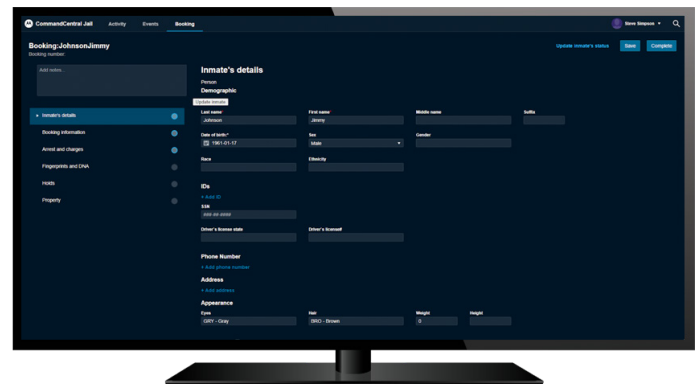 CommandCentral Jail Activity Events Booking Steve Simpson
Booking:JohnsonJimmy
Booking number:
Update inmate's status Save Complete
Add notes...
Inmate's details
Person
Demographic
Update inmate
Inmate's details
Booking information
Arrest and charges
Fingerprints and DNA
Holds
Property
Last name First name Middle name Suffix
Johnson Jimmy
Date of birth:* Sex Gender
1961-01-17 Male
Race Ethnicity
IDs
+ Add ID
SSN
###-##-####
Driver's license state Driver's license#
Phone Number
+ Add phone number
Address
+ Add address
Appearance
Eyes Hair Weight Height
GRY - Gray BRO - Brown 0